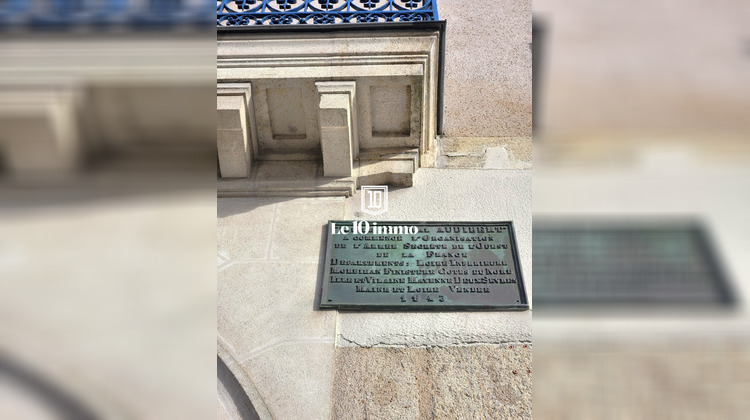 10
Le 10 immo
AUDIBERT
A COMMENCÉ L'ORGANISATION
DE L'ARMÉE SECRÈTE DE L'OUEST
DE LA FRANCE
DÉPARTEMENTS: LOIRE INFÉRIEURE
MORBIHAN FINISTÈRE CÔTES DU NORD
ILLE ET VILAINE MAYENNE DEUX SÈVRES
MAINE ET LOIRE VENDÉE
1943